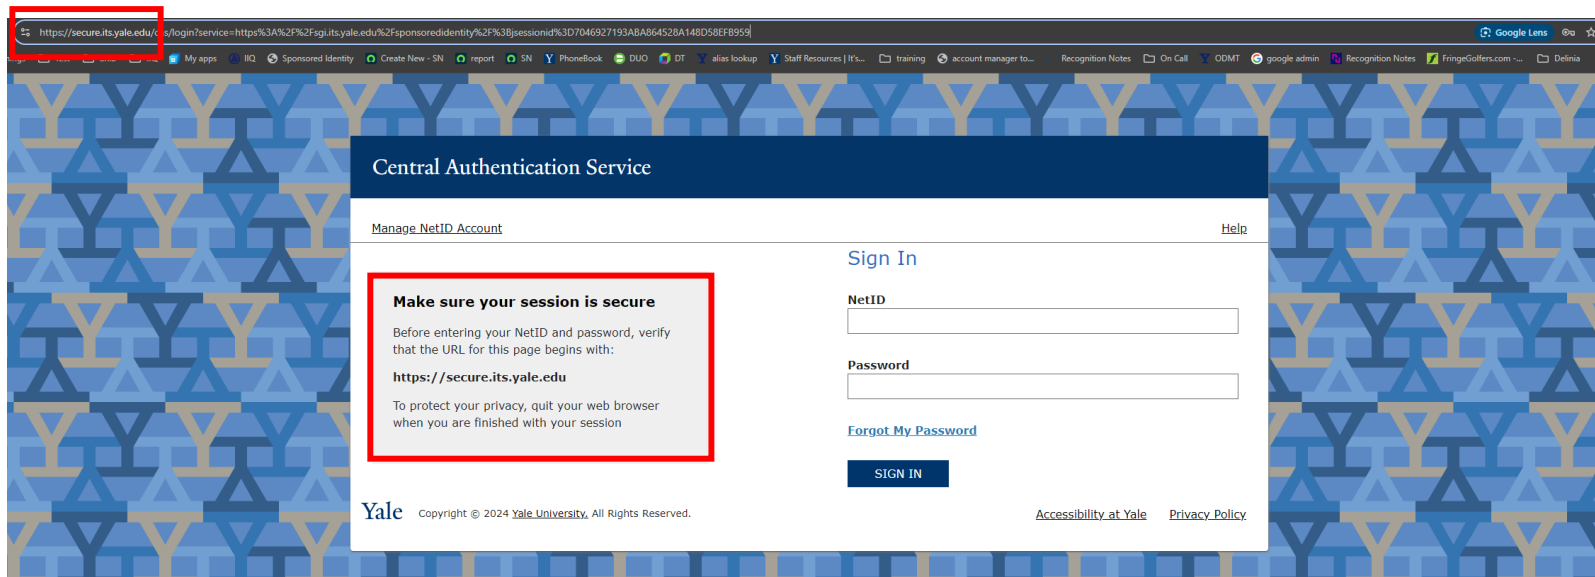 https://secure.its.yale.edu/cas/login?service=https%3A%2F%2Fsgi.its.yale.edu%2Fsponsoredidentity%2F%3Bjsessionid%3D7046927193ABA864528A148D58EFB959
Google Lens
My apps IIQ Sponsored Identity Create New - SN report SN PhoneBook DUO DT alias lookup Staff Resources | It's... training account manager to... Recognition Notes On Call ODMT google admin Recognition Notes FringeGolfers.com -... Delinia
Central Authentication Service
Manage NetID Account Help
Sign In
Make sure your session is secure
Before entering your NetID and password, verify
that the URL for this page begins with:
https://secure.its.yale.edu
To protect your privacy, quit your web browser
when you are finished with your session
NetID
Password
Forgot My Password
SIGN IN
Yale Copyright © 2024 Yale University, All Rights Reserved. Accessibility at Yale Privacy Policy